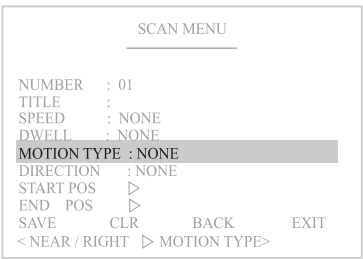 SCAN MENU
NUMBER : 01
TITLE :
SPEED : NONE
DWELL : NONE
MOTION TYPE : NONE
DIRECTION : NONE
START POS ▷
END POS ▷
SAVE CLR BACK EXIT
< NEAR / RIGHT ▷ MOTION TYPE>